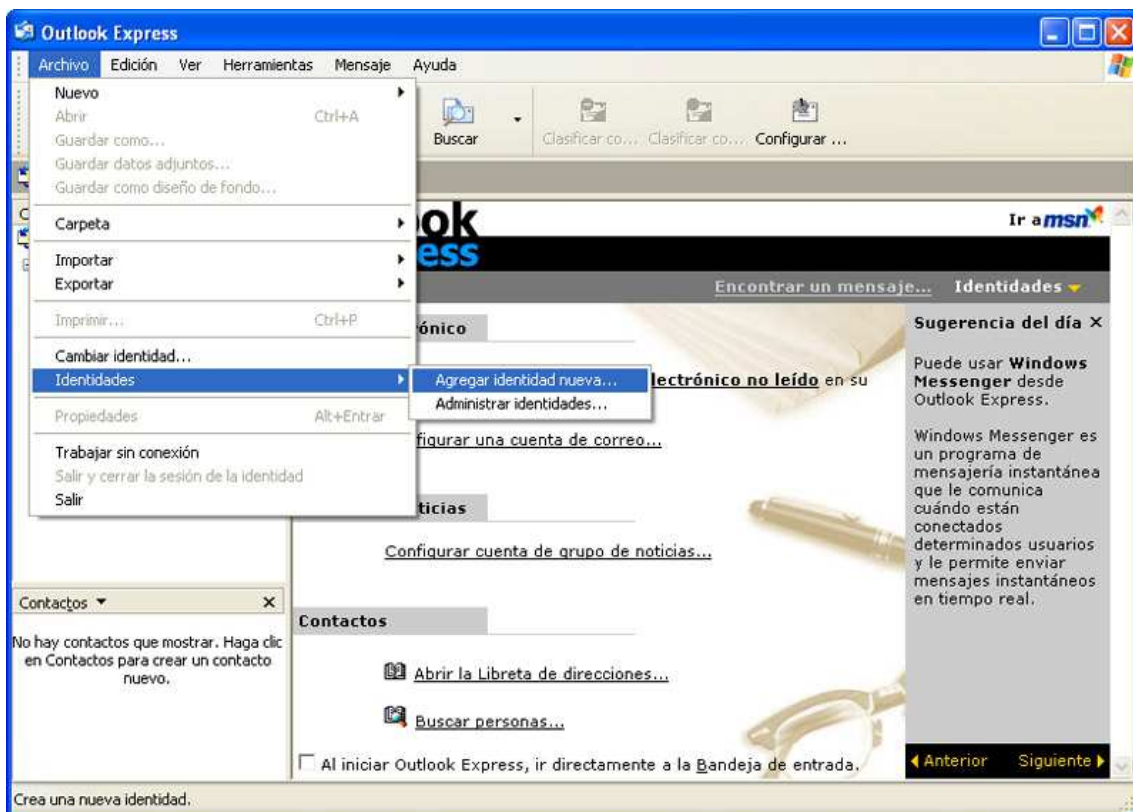 Outlook Express
Archivo Edición Ver Herramientas Mensaje Ayuda
Nuevo
Abrir Ctrl+A
Guardar como...
Guardar datos adjuntos...
Guardar como diseño de fondo...
Carpeta
Importar
Exportar
Imprimir... Ctrl+P
Cambiar identidad...
Identidades
Propiedades Alt+Entrar
Trabajar sin conexión
Salir y cerrar la sesión de la identidad
Salir
Agregar identidad nueva...
Administrar identidades...
Buscar Clasificar co... Clasificar co... Configurar ...
ook
ess
Ir a msn
Encontrar un mensaje... Identidades
ónico
lectrónico no leído en su
figurar una cuenta de correo...
ticias
Configurar cuenta de grupo de noticias...
Contactos
Abrir la Libreta de direcciones...
Buscar personas...
Al iniciar Outlook Express, ir directamente a la Bandeja de entrada.
Sugerencia del día X
Puede usar Windows
Messenger desde
Outlook Express.
Windows Messenger es
un programa de
mensajería instantánea
que le comunica
cuándo están
conectados
determinados usuarios
y le permite enviar
mensajes instantáneos
en tiempo real.
Anterior Siguiente
Contactos
No hay contactos que mostrar. Haga clic
en Contactos para crear un contacto
nuevo.
Crea una nueva identidad.